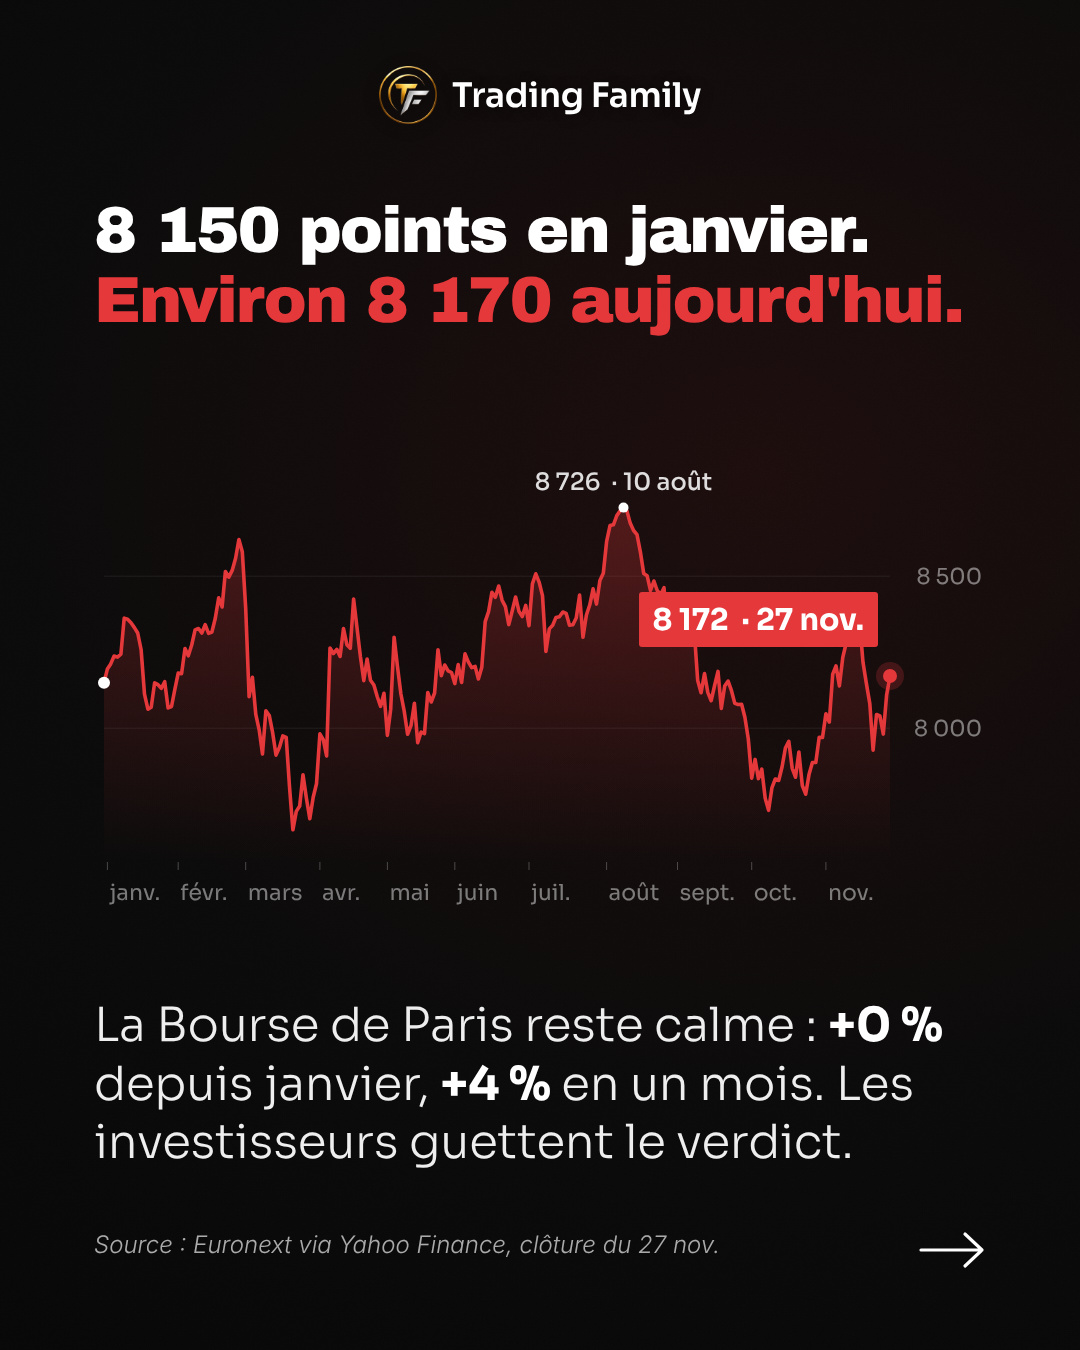 TF Trading Family
8 150 points en janvier.
Environ 8 170 aujourd'hui.
8 726 · 10 août
8 500
8 172 · 27 nov.
8 000
janv. févr. mars avr. mai juin juil. août sept. oct. nov.
La Bourse de Paris reste calme : +0 %
depuis janvier, +4 % en un mois. Les
investisseurs guettent le verdict.
Source : Euronext via Yahoo Finance, clôture du 27 nov.